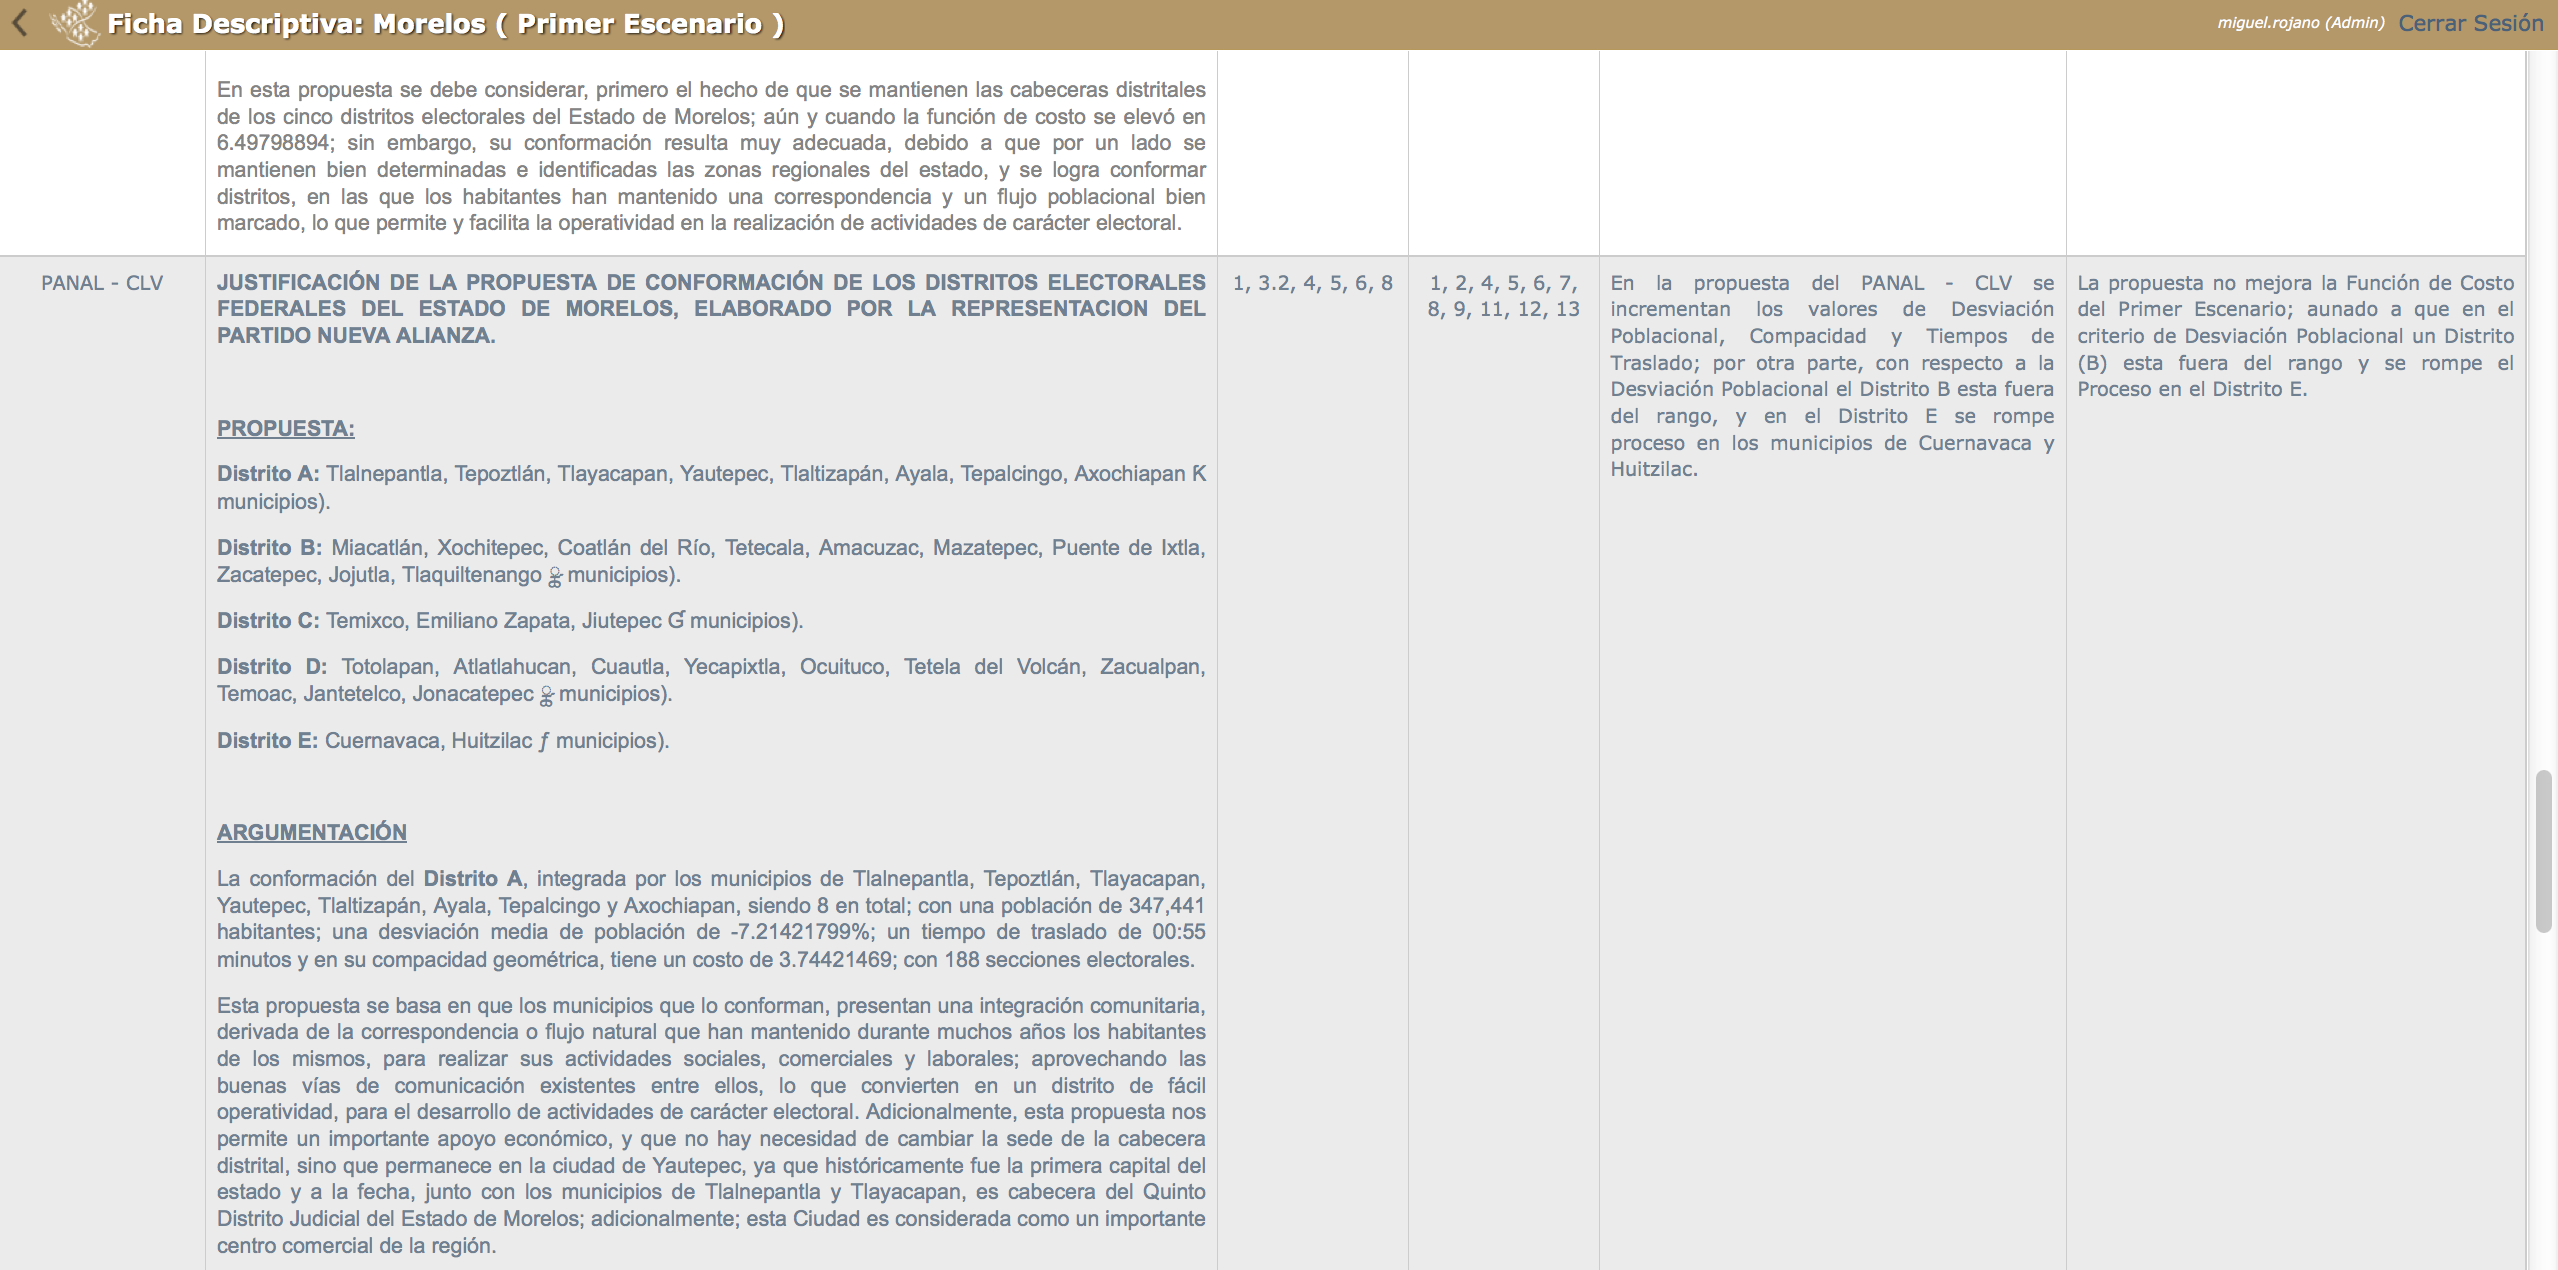 Ficha Descriptiva: Morelos ( Primer Escenario )
miguel.rojano (Admin) Cerrar Sesión
En esta propuesta se debe considerar, primero el hecho de que se mantienen las cabeceras distritales
de los cinco distritos electorales del Estado de Morelos; aún y cuando la función de costo se elevó en
6.49798894; sin embargo, su conformación resulta muy adecuada, debido a que por un lado se
mantienen bien determinadas e identificadas las zonas regionales del estado, y se logra conformar
distritos, en las que los habitantes han mantenido una correspondencia y un flujo poblacional bien
marcado, lo que permite y facilita la operatividad en la realización de actividades de carácter electoral.
PANAL - CLV
JUSTIFICACIÓN DE LA PROPUESTA DE CONFORMACIÓN DE LOS DISTRITOS ELECTORALES
FEDERALES DEL ESTADO DE MORELOS, ELABORADO POR LA REPRESENTACION DEL
PARTIDO NUEVA ALIANZA.
PROPUESTA:
Distrito A: Tlalnepantla, Tepoztlán, Tlayacapan, Yautepec, Tlaltizapán, Ayala, Tepalcingo, Axochiapan Ƙ
municipios).
Distrito B: Miacatlán, Xochitepec, Coatlán del Río, Tetecala, Amacuzac, Mazatepec, Puente de Ixtla,
Zacatepec, Jojutla, Tlaquiltenango municipios).
Distrito C: Temixco, Emiliano Zapata, Jiutepec Ɠ municipios).
Distrito D: Totolapan, Atlatlahucan, Cuautla, Yecapixtla, Ocuituco, Tetela del Volcán, Zacualpan,
Temoac, Jantetelco, Jonacatepec municipios).
Distrito E: Cuernavaca, Huitzilac ƒ municipios).
ARGUMENTACIÓN
La conformación del Distrito A, integrada por los municipios de Tlalnepantla, Tepoztlán, Tlayacapan,
Yautepec, Tlaltizapán, Ayala, Tepalcingo y Axochiapan, siendo 8 en total; con una población de 347,441
habitantes; una desviación media de población de -7.21421799%; un tiempo de traslado de 00:55
minutos y en su compacidad geométrica, tiene un costo de 3.74421469; con 188 secciones electorales.
Esta propuesta se basa en que los municipios que lo conforman, presentan una integración comunitaria,
derivada de la correspondencia o flujo natural que han mantenido durante muchos años los habitantes
de los mismos, para realizar sus actividades sociales, comerciales y laborales; aprovechando las
buenas vías de comunicación existentes entre ellos, lo que convierten en un distrito de fácil
operatividad, para el desarrollo de actividades de carácter electoral. Adicionalmente, esta propuesta nos
permite un importante apoyo económico, y que no hay necesidad de cambiar la sede de la cabecera
distrital, sino que permanece en la ciudad de Yautepec, ya que históricamente fue la primera capital del
estado y a la fecha, junto con los municipios de Tlalnepantla y Tlayacapan, es cabecera del Quinto
Distrito Judicial del Estado de Morelos; adicionalmente; esta Ciudad es considerada como un importante
centro comercial de la región.
1, 3.2, 4, 5, 6, 8
1, 2, 4, 5, 6, 7,
8, 9, 11, 12, 13
En la propuesta del PANAL - CLV se
incrementan los valores de Desviación
Poblacional, Compacidad y Tiempos de
Traslado; por otra parte, con respecto a la
Desviación Poblacional el Distrito B esta fuera
del rango, y en el Distrito E se rompe
proceso en los municipios de Cuernavaca y
Huitzilac.
La propuesta no mejora la Función de Costo
del Primer Escenario; aunado a que en el
criterio de Desviación Poblacional un Distrito
(B) esta fuera del rango y se rompe el
Proceso en el Distrito E.